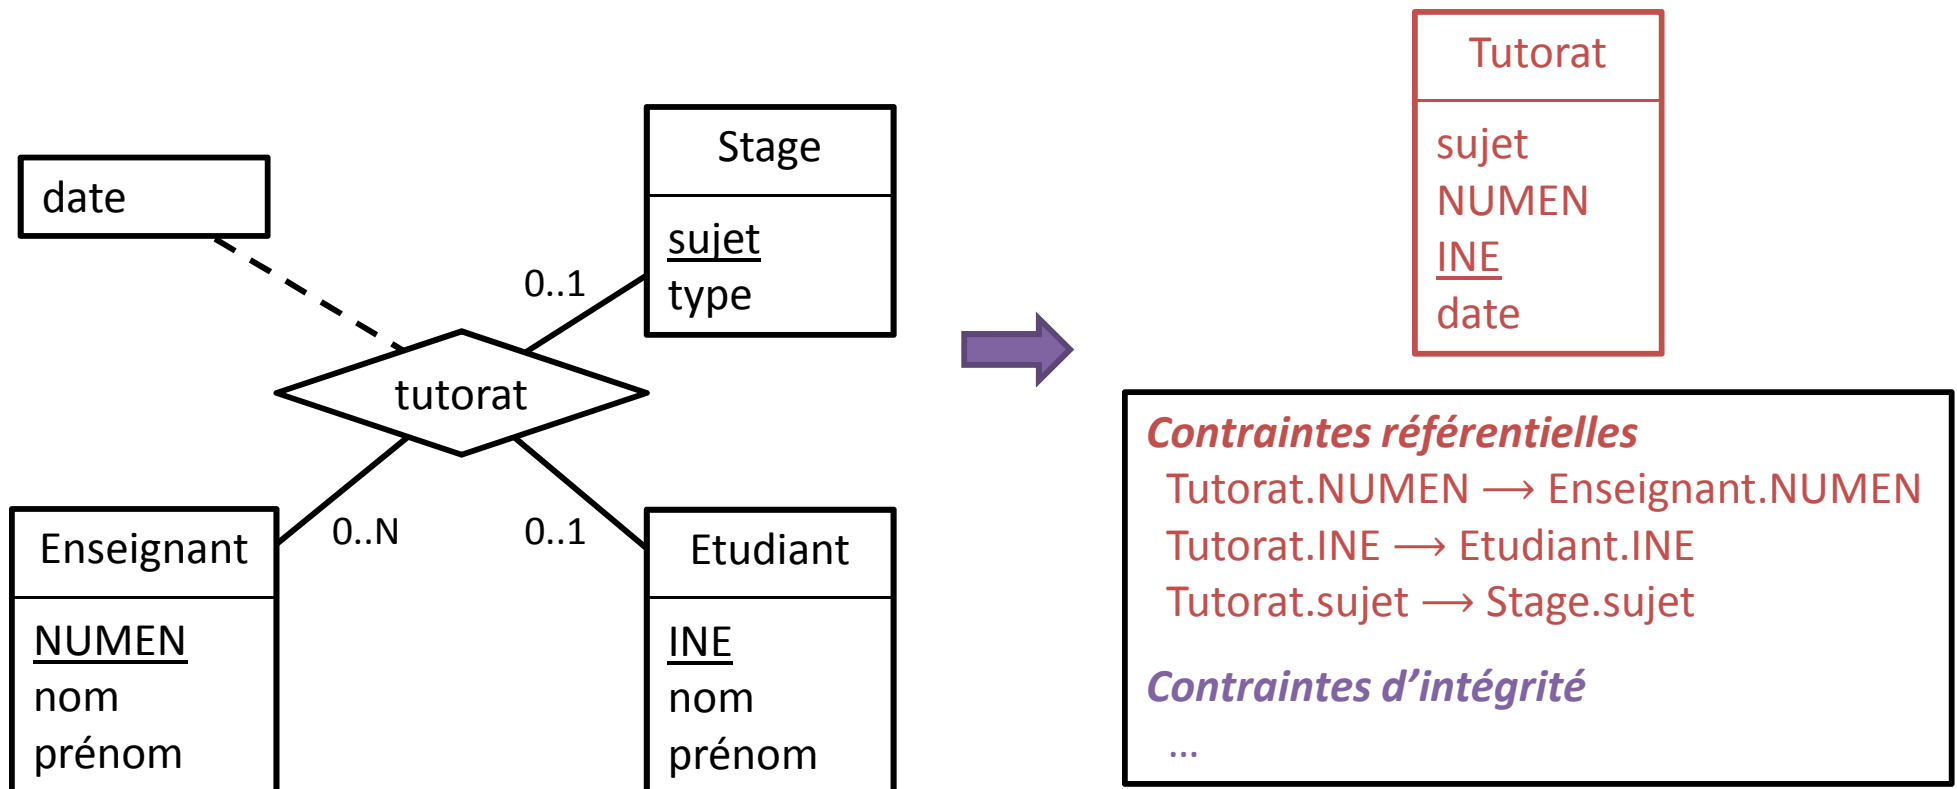 date
Stage
sujet
type
0..1
tutorat
0..N
0..1
Enseignant
NUMEN
nom
prénom
Etudiant
INE
nom
prénom
Tutorat
sujet
NUMEN
INE
date
Contraintes référentielles
Tutorat.NUMEN ⟶ Enseignant.NUMEN
Tutorat.INE ⟶ Etudiant.INE
Tutorat.sujet ⟶ Stage.sujet
Contraintes d’intégrité
...